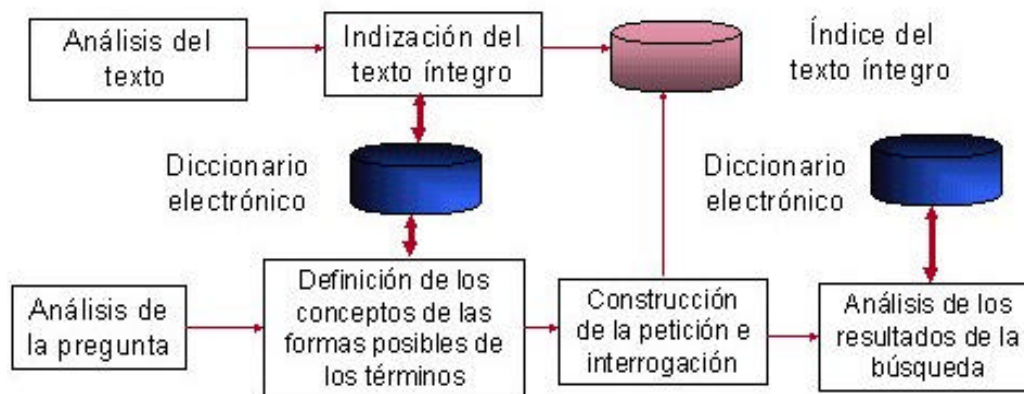 Análisis del
texto
Indización del
texto íntegro
Índice del
texto íntegro
Diccionario
electrónico
Diccionario
electrónico
Análisis de
la pregunta
Definición de los
conceptos de las
formas posibles de
los términos
Construcción
de la petición e
interrogación
Análisis de los
resultados de la
búsqueda